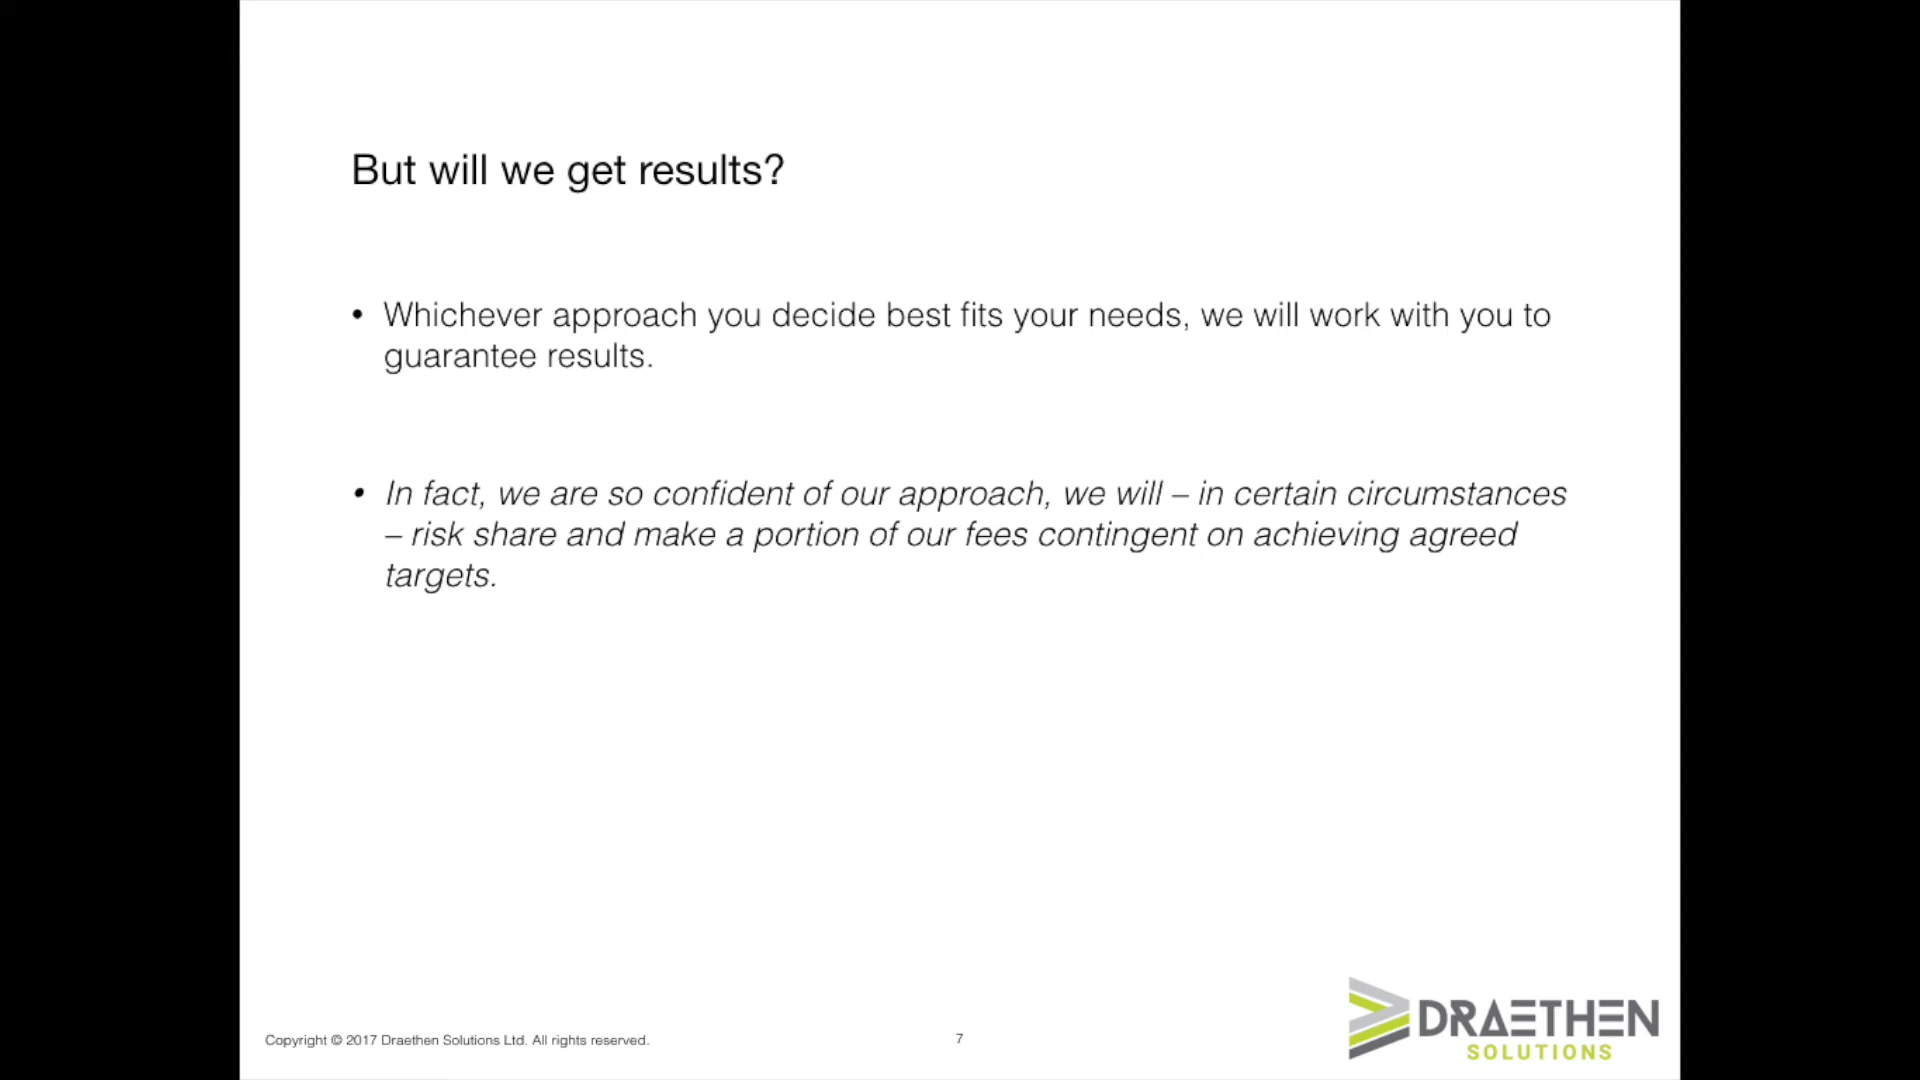 But will we get results?
• Whichever approach you decide best fits your needs, we will work with you to
guarantee results.
• In fact, we are so confident of our approach, we will – in certain circumstances
– risk share and make a portion of our fees contingent on achieving agreed
targets.
Copyright © 2017 Draethen Solutions Ltd. All rights reserved.
7
DRAETHEN
SOLUTIONS